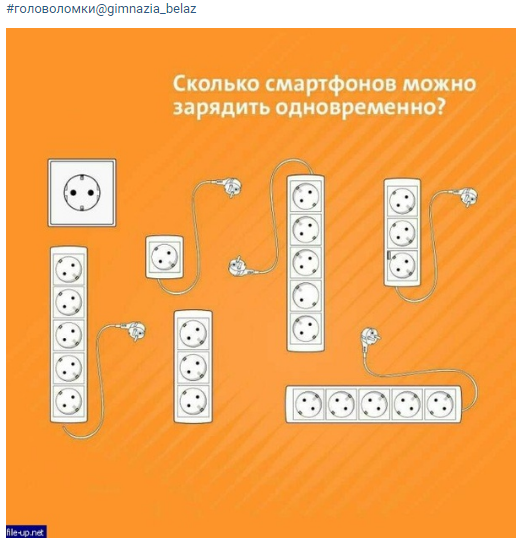 #головоломки@gimnazia_belaz
Сколько смартфонов можно
зарядить одновременно?
file-up.net